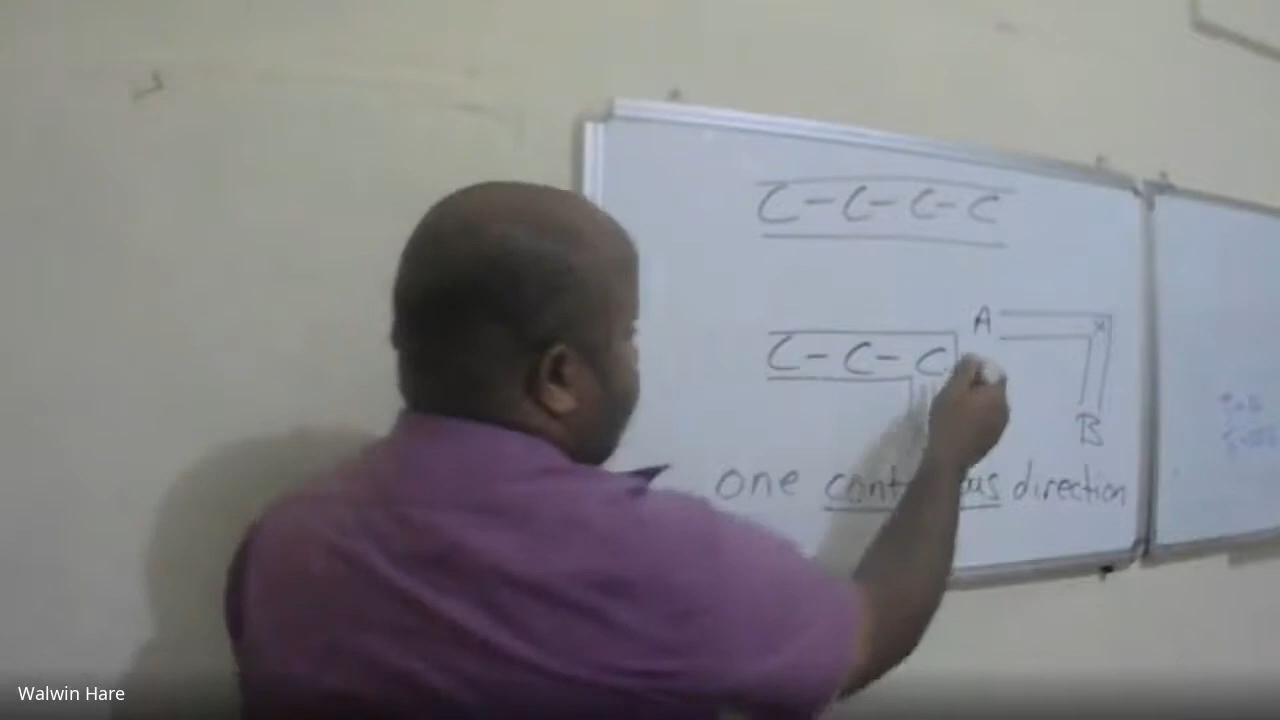 C-C-C-C
A
C-C-C
B
one continuous direction
Walwin Hare